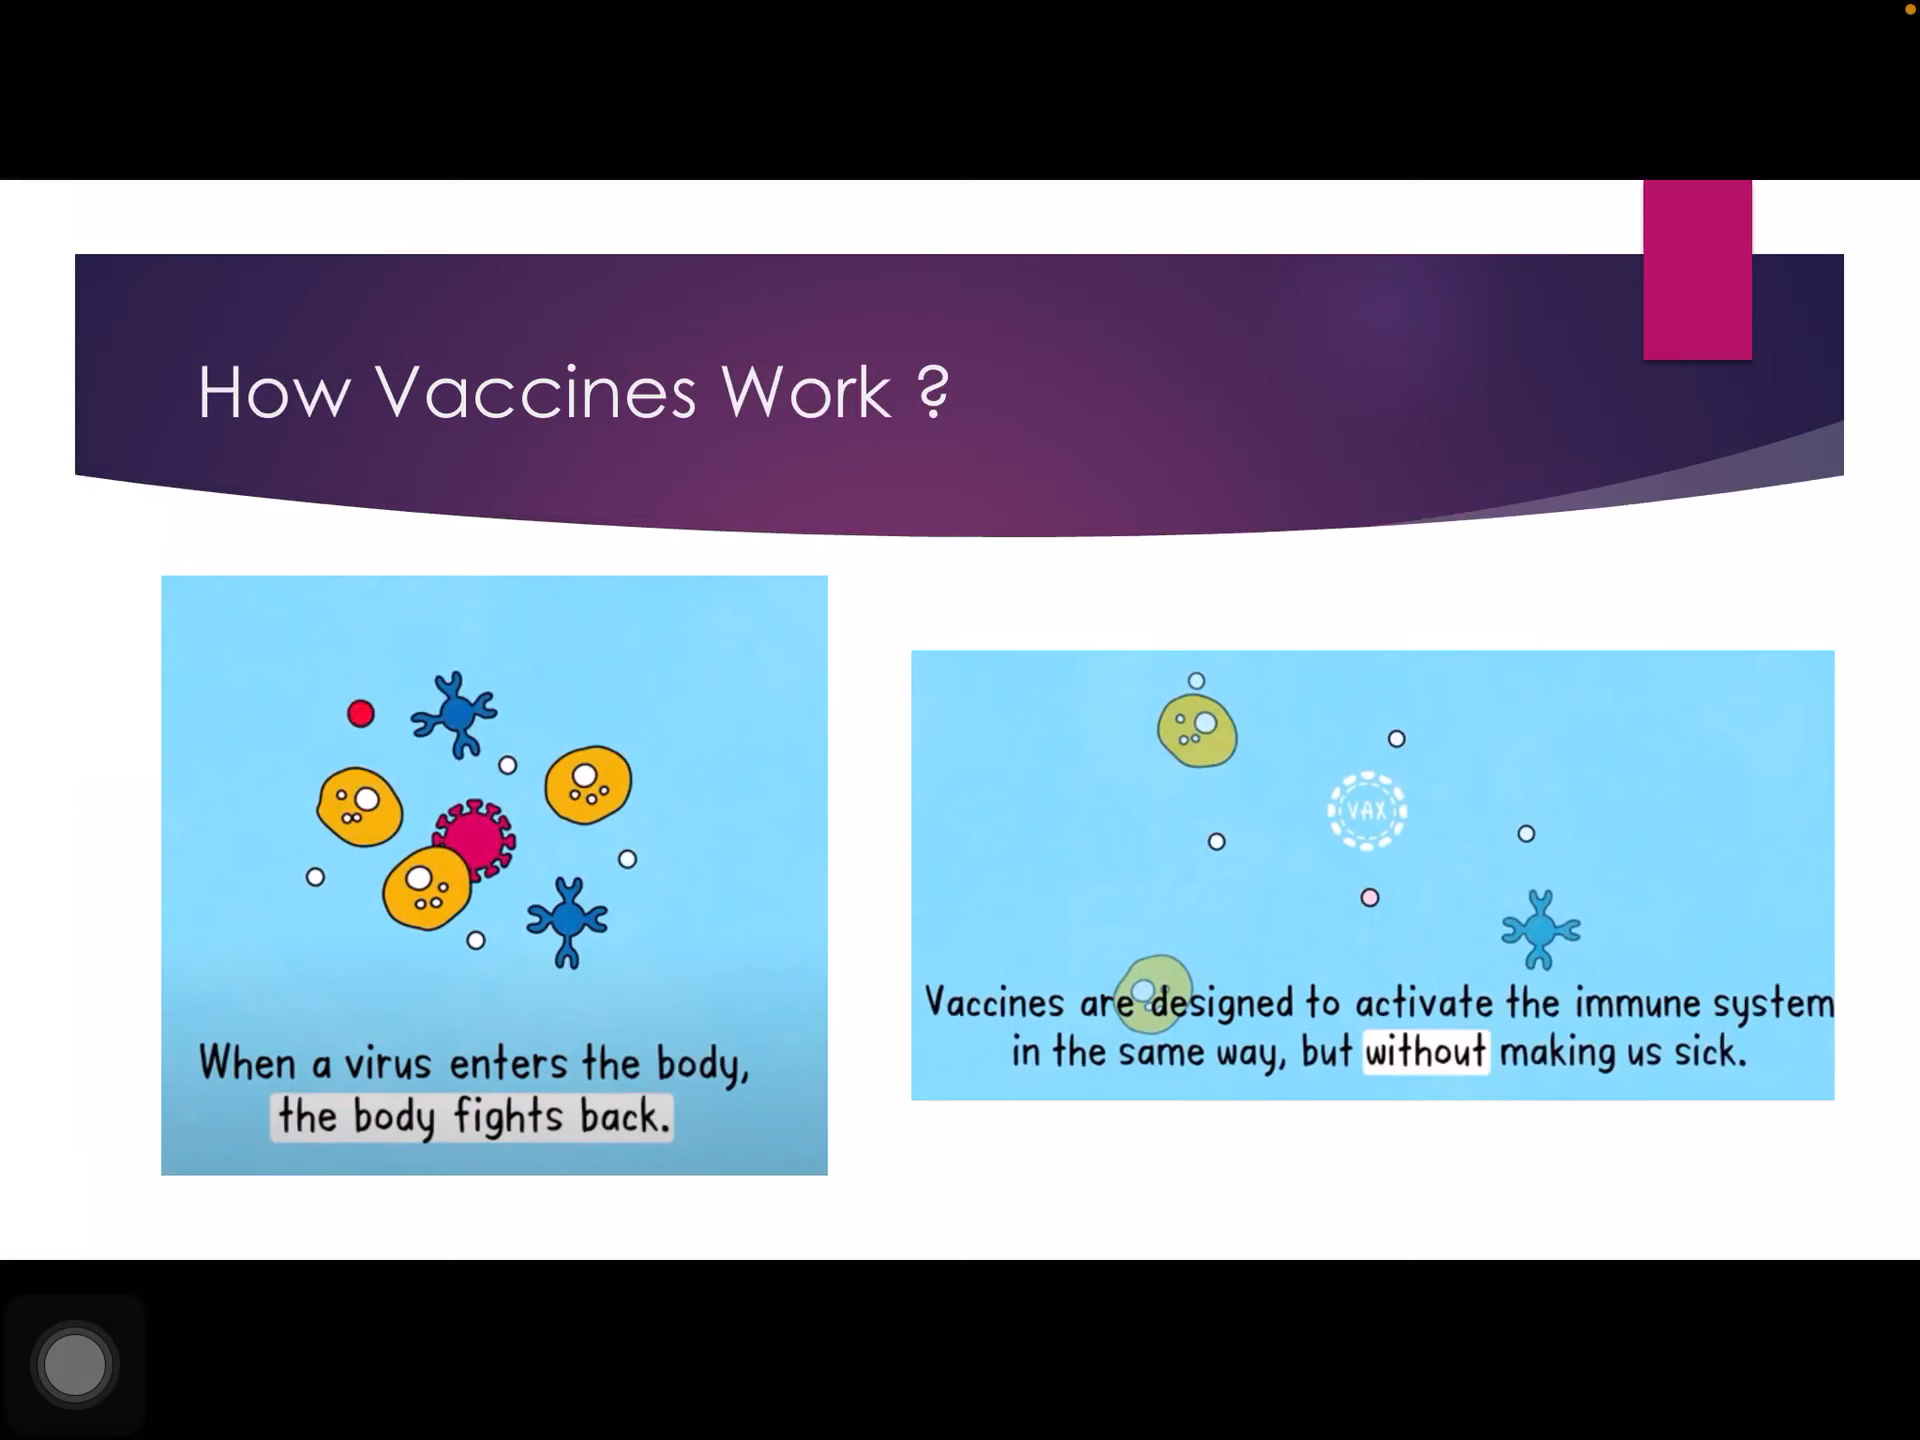 How Vaccines Work ?
When a virus enters the body,
the body fights back.
VAX
Vaccines are designed to activate the immune system
in the same way, but without making us sick.